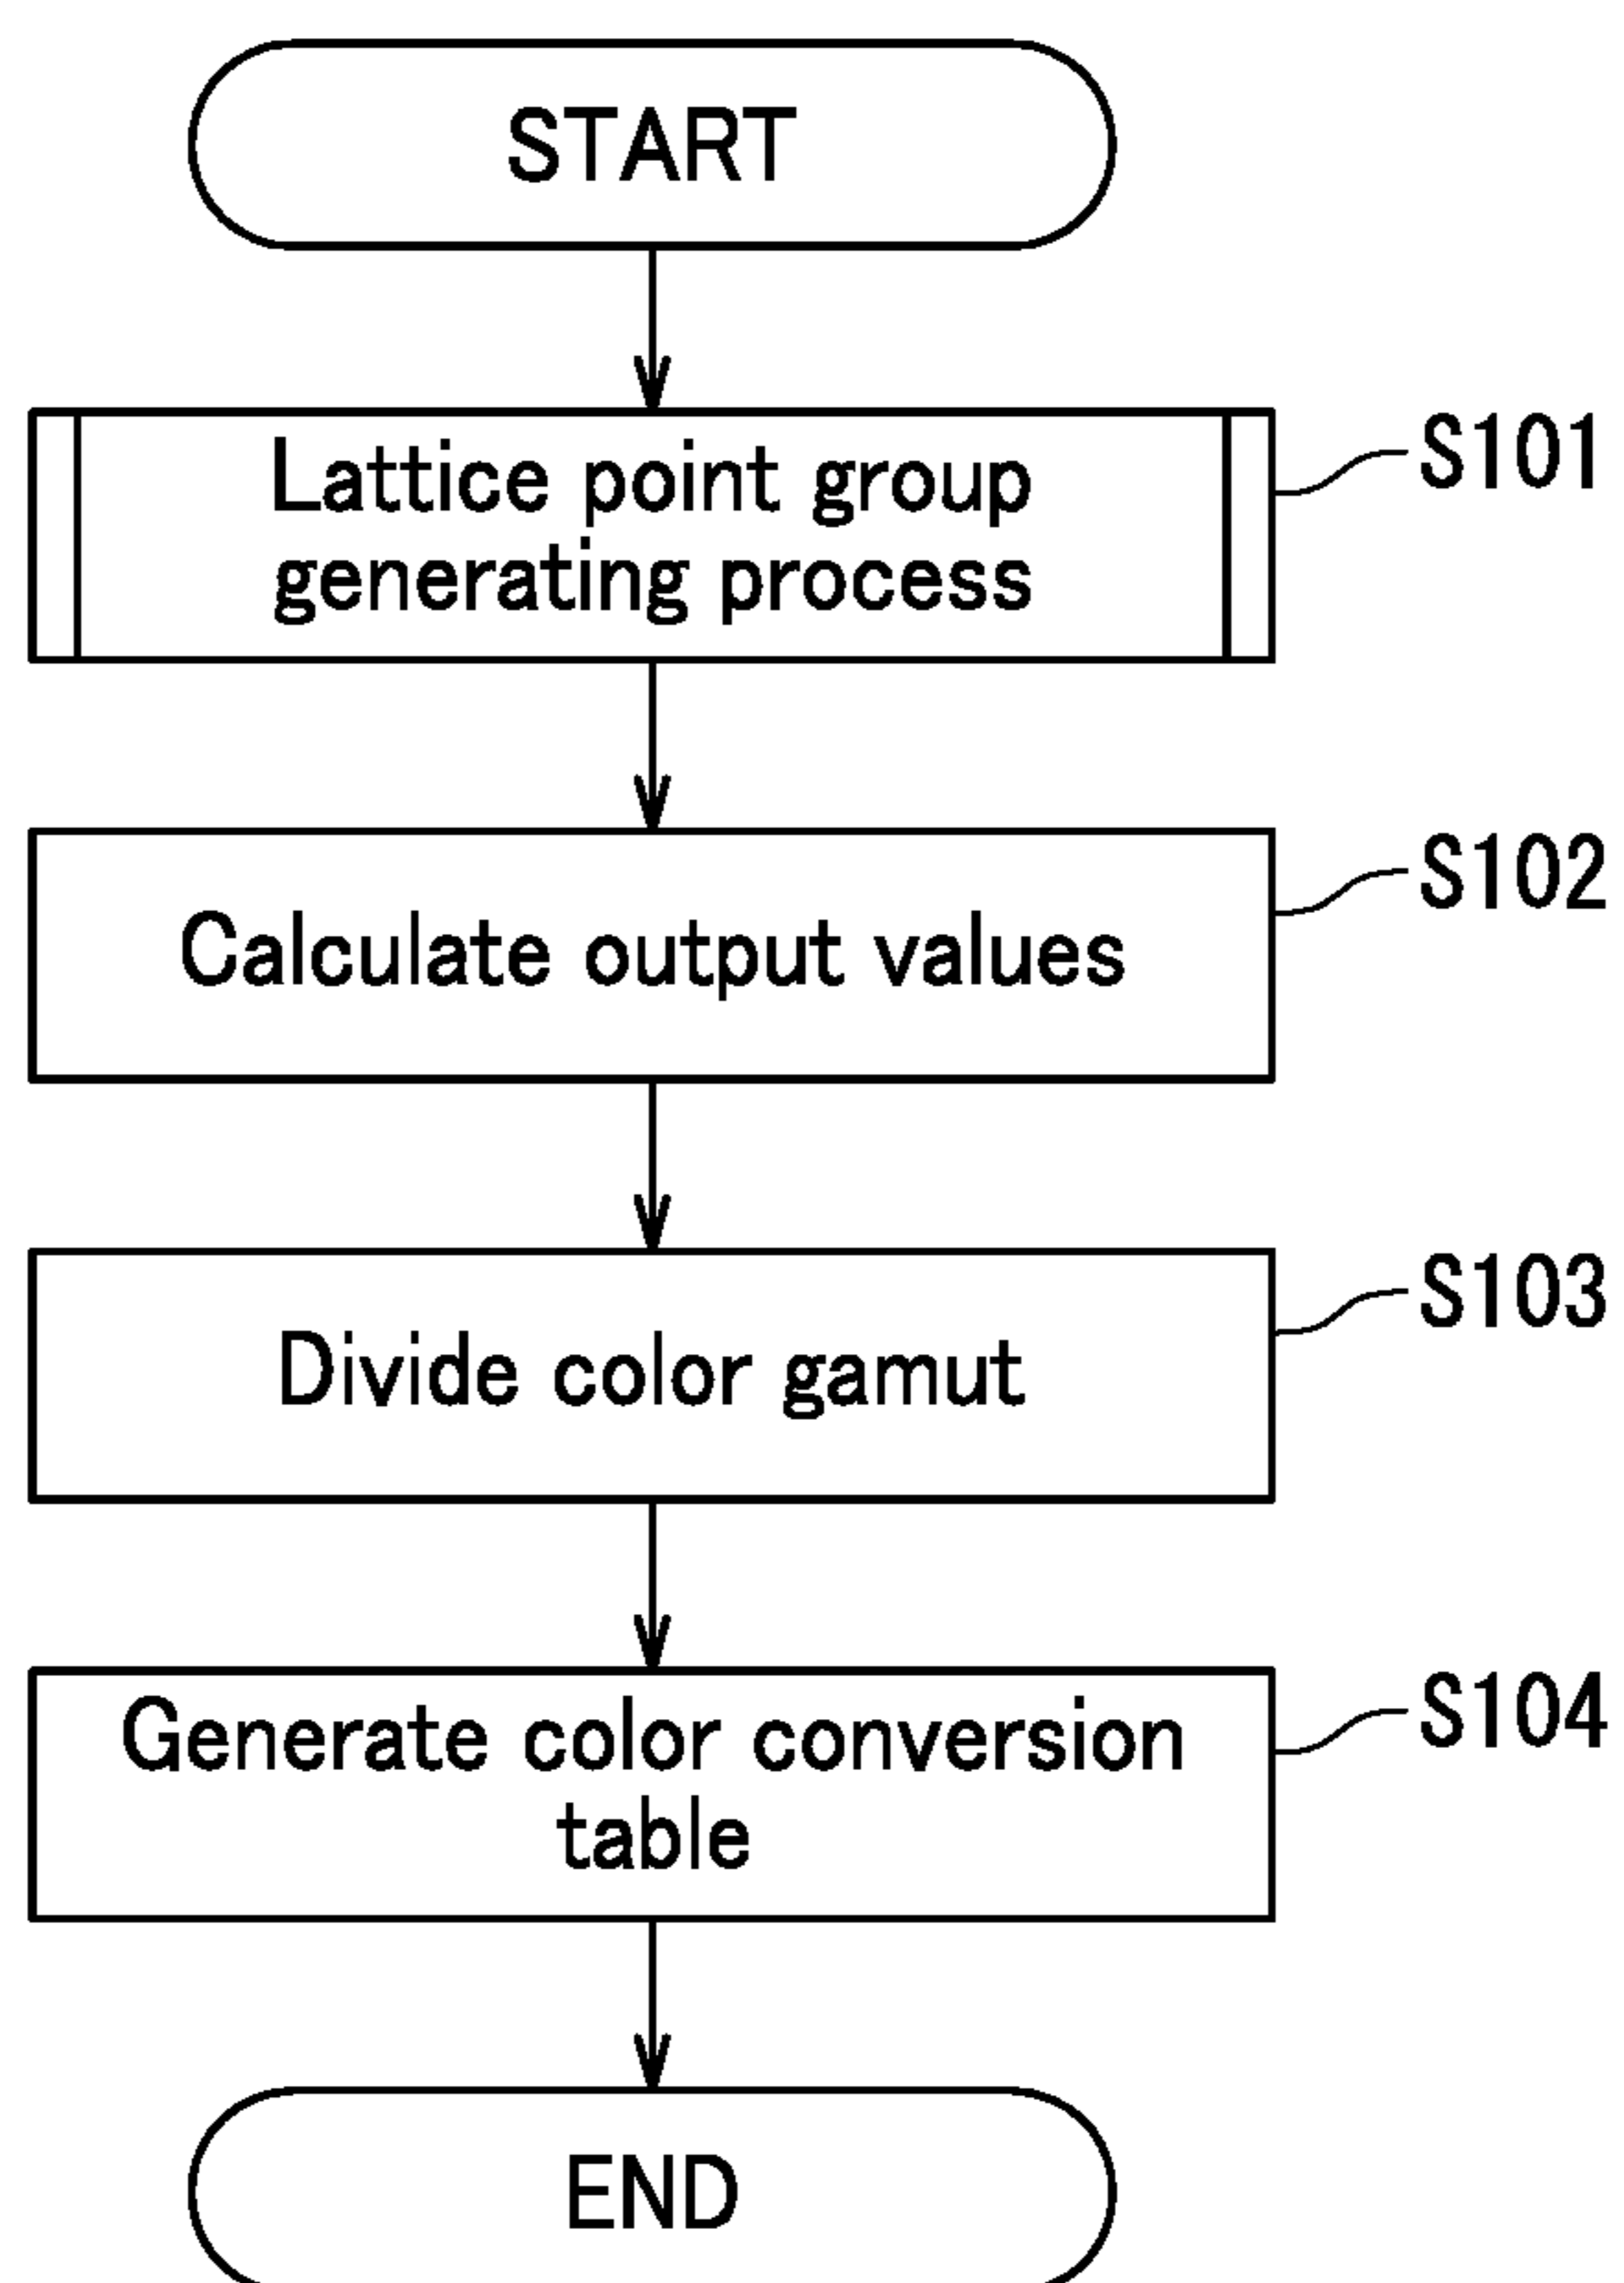 START
Lattice point group
generating process
S101
Calculate output values
S102
Divide color gamut
S103
Generate color conversion
table
S104
END